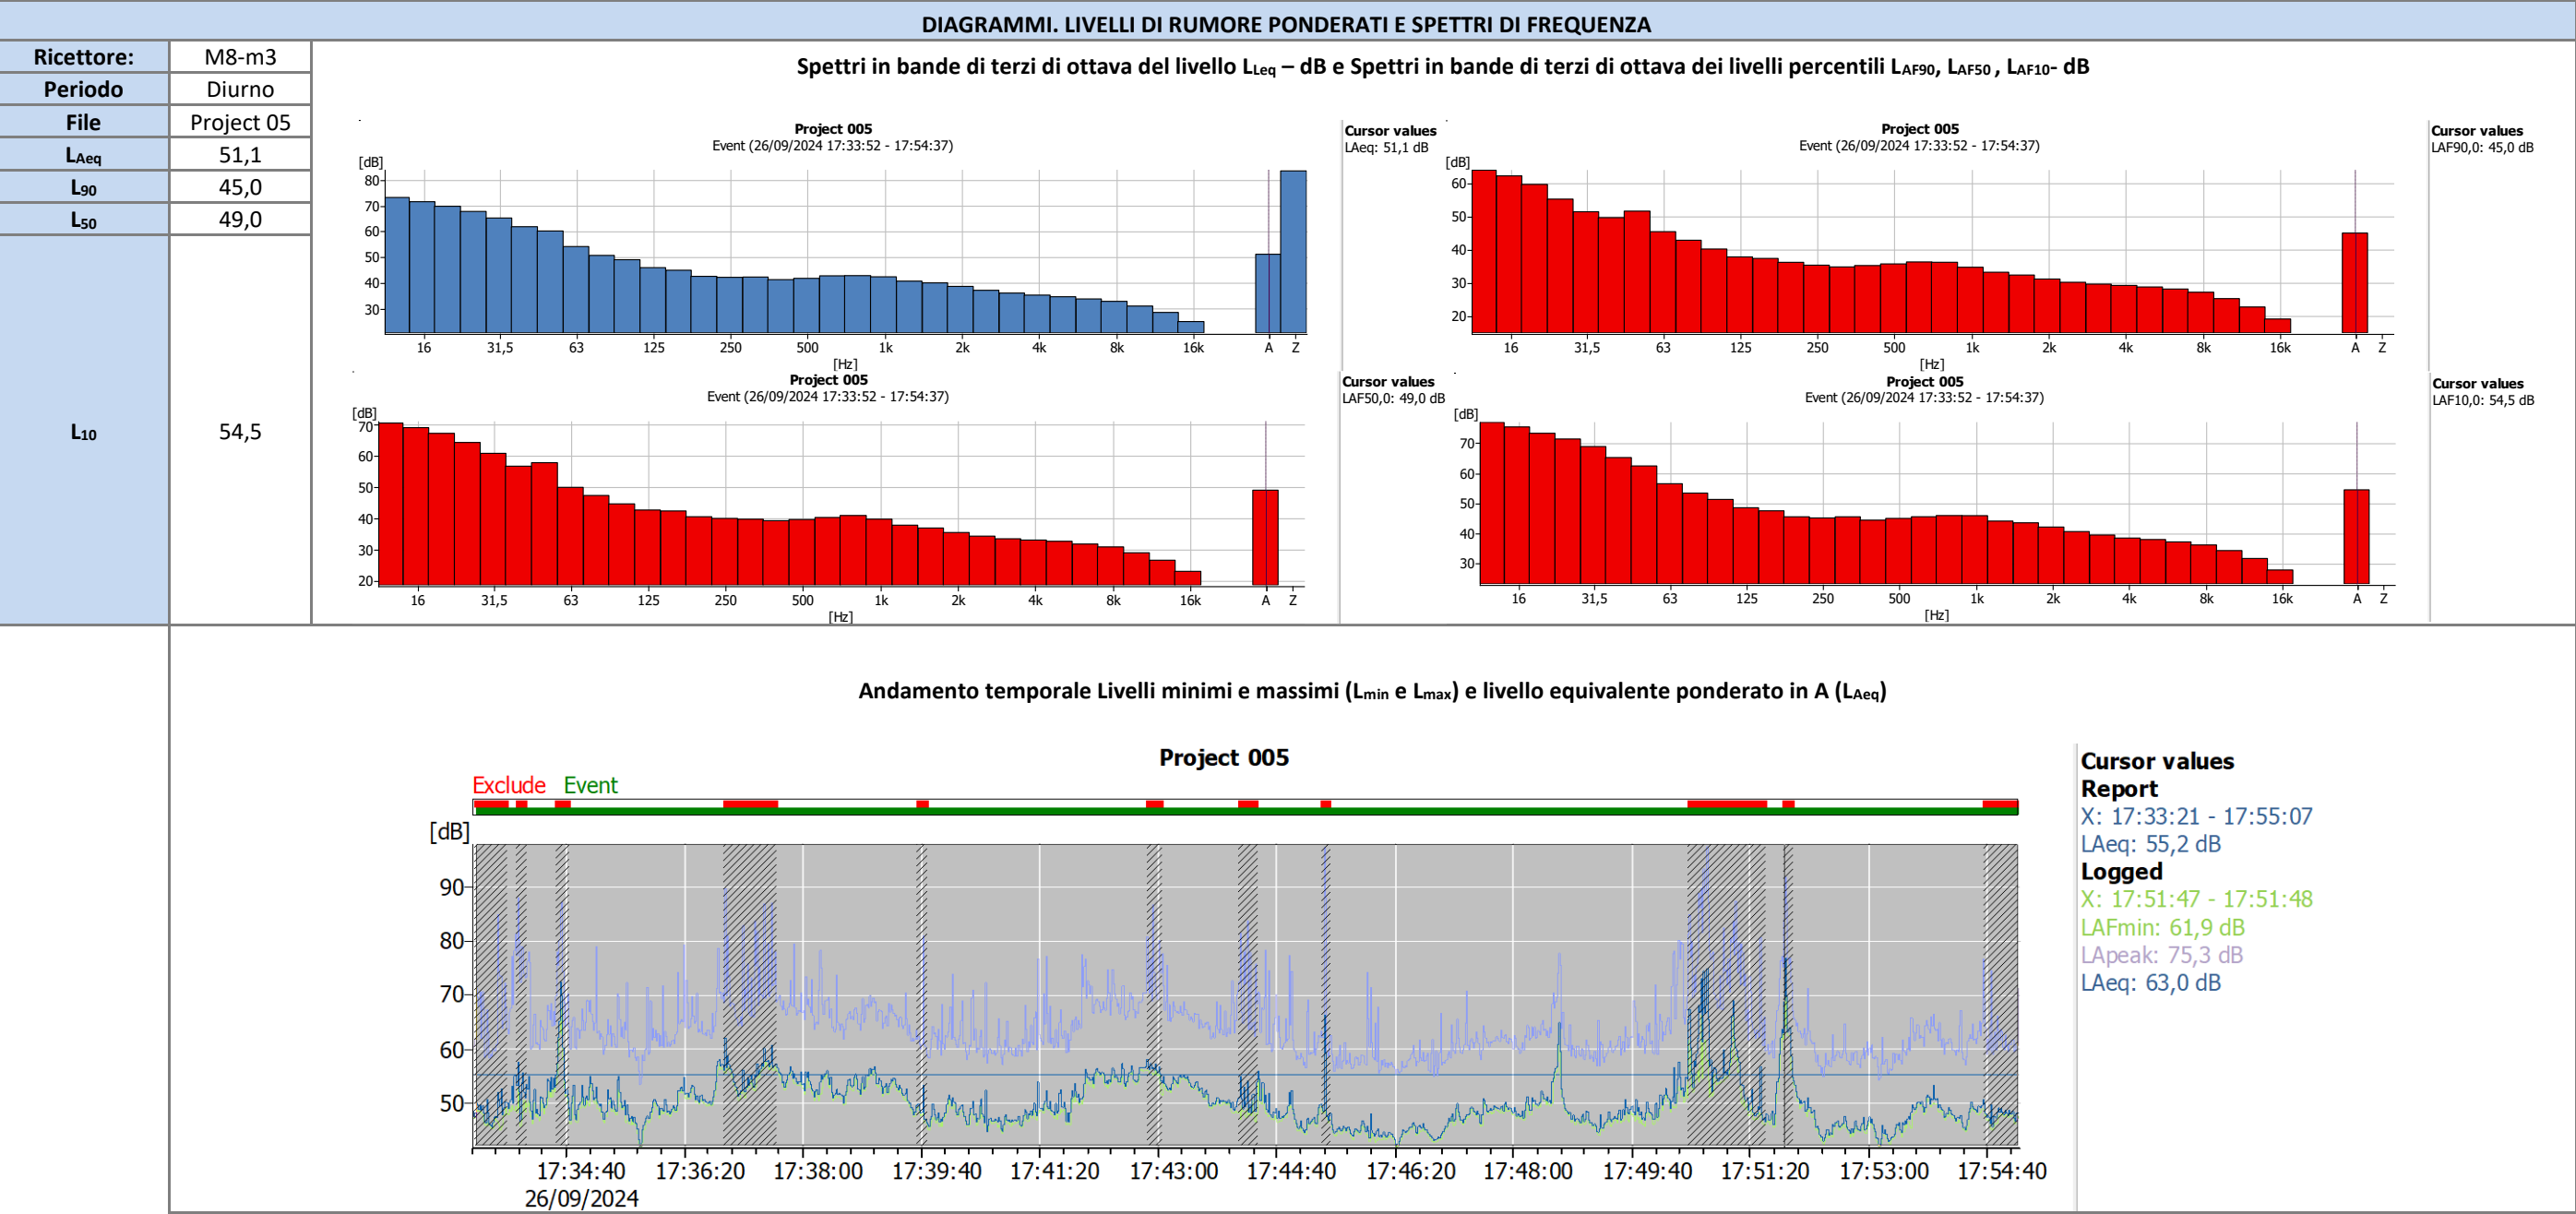 DIAGRAMMI. LIVELLI DI RUMORE PONDERATI E SPETTRI DI FREQUENZA
Ricettore: M8-m3
Periodo Diurno
File Project 05
LAeq 51,1
L90 45,0
L50 49,0
L10 54,5
Spettri in bande di terzi di ottava del livello LLeq – dB e Spettri in bande di terzi di ottava dei livelli percentili LAF90, LAF50 , LAF10- dB
Project 005
Event (26/09/2024 17:33:52 - 17:54:37)
[dB]
80
70
60
50
40
30
16 31,5 63 125 250 500 1k 2k 4k 8k 16k A Z
[Hz]
Cursor values
LAeq: 51,1 dB
Project 005
Event (26/09/2024 17:33:52 - 17:54:37)
[dB]
60
50
40
30
20
16 31,5 63 125 250 500 1k 2k 4k 8k 16k A Z
[Hz]
Cursor values
LAF90,0: 45,0 dB
Project 005
Event (26/09/2024 17:33:52 - 17:54:37)
[dB]
70
60
50
40
30
20
16 31,5 63 125 250 500 1k 2k 4k 8k 16k A Z
[Hz]
Cursor values
LAF50,0: 49,0 dB
Project 005
Event (26/09/2024 17:33:52 - 17:54:37)
[dB]
70
60
50
40
30
16 31,5 63 125 250 500 1k 2k 4k 8k 16k A Z
[Hz]
Cursor values
LAF10,0: 54,5 dB
Andamento temporale Livelli minimi e massimi (Lmin e Lmax) e livello equivalente ponderato in A (LAeq)
Project 005
Exclude Event
[dB]
90
80
70
60
50
17:34:40 17:36:20 17:38:00 17:39:40 17:41:20 17:43:00 17:44:40 17:46:20 17:48:00 17:49:40 17:51:20 17:53:00 17:54:40
26/09/2024
Cursor values
Report
X: 17:33:21 - 17:55:07
LAeq: 55,2 dB
Logged
X: 17:51:47 - 17:51:48
LAFmin: 61,9 dB
LApeak: 75,3 dB
LAeq: 63,0 dB